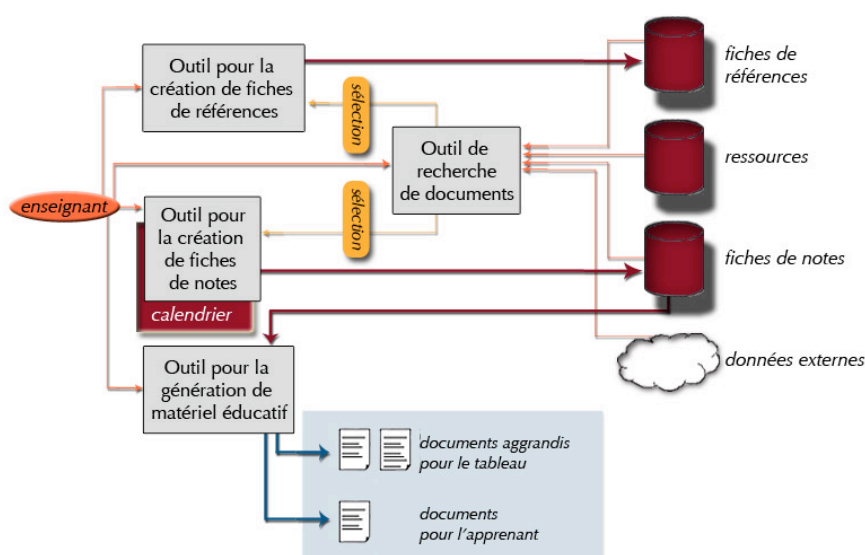 Outil pour la
création de fiches
de références
sélection
fiches de
références
Outil de
recherche
de documents
ressources
enseignant
Outil pour
la création
de fiches
de notes
calendrier
sélection
fiches de notes
Outil pour la
génération de
matériel éducatif
données externes
documents aggrandis
pour le tableau
documents
pour l'apprenant